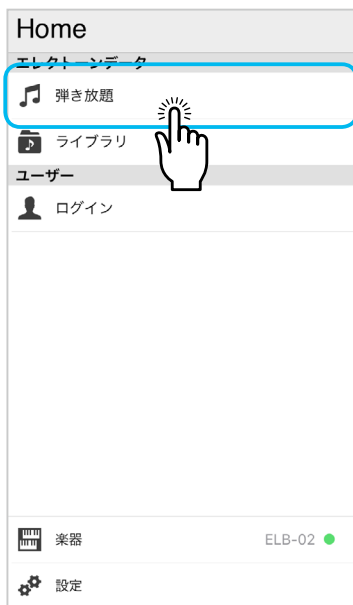 Home
エレクトーンデータ
弾き放題
ライブラリ
ユーザー
ログイン
楽器 ELB-02
設定